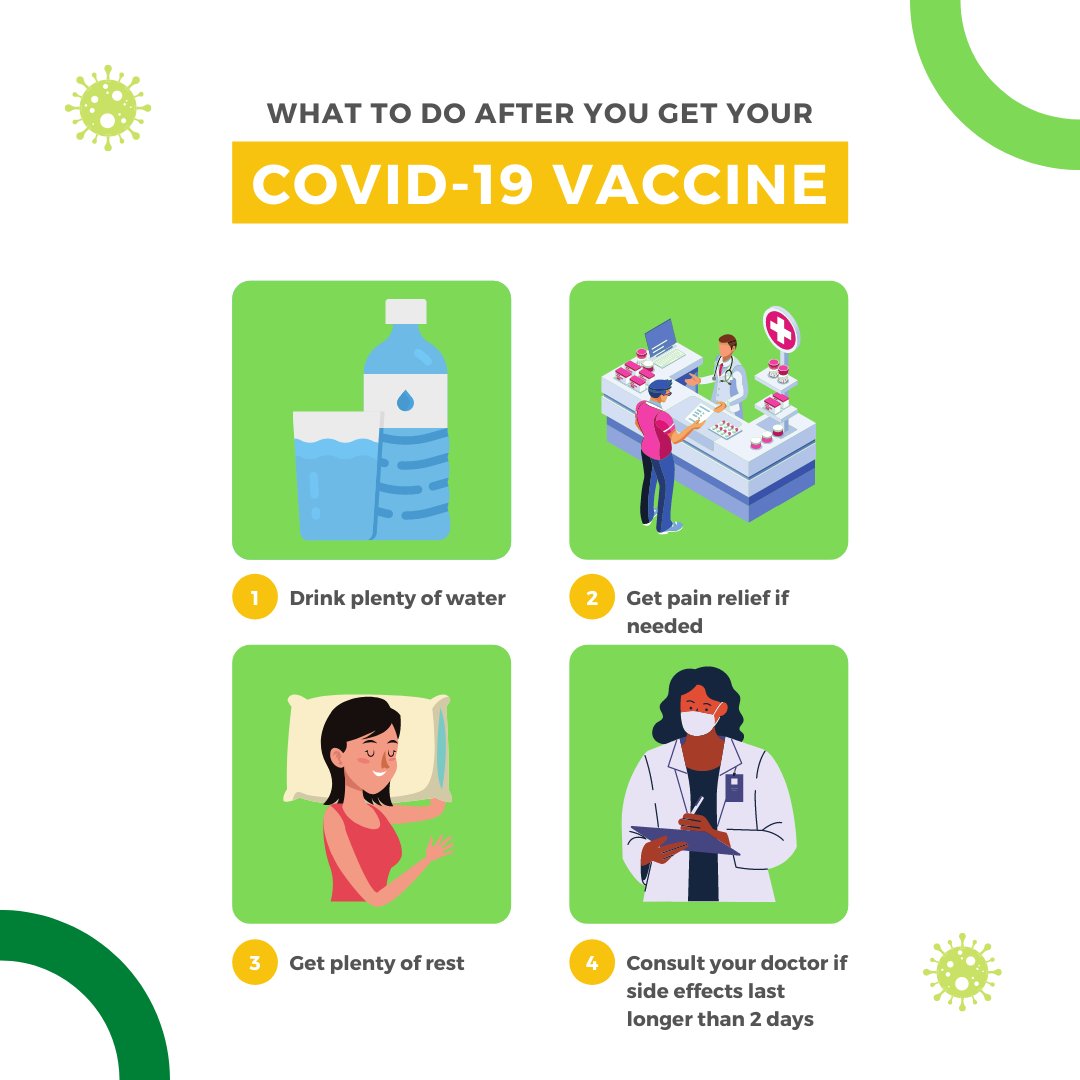 WHAT TO DO AFTER YOU GET YOUR
COVID-19 VACCINE
1 Drink plenty of water
2 Get pain relief if
needed
3 Get plenty of rest
4 Consult your doctor if
side effects last
longer than 2 days